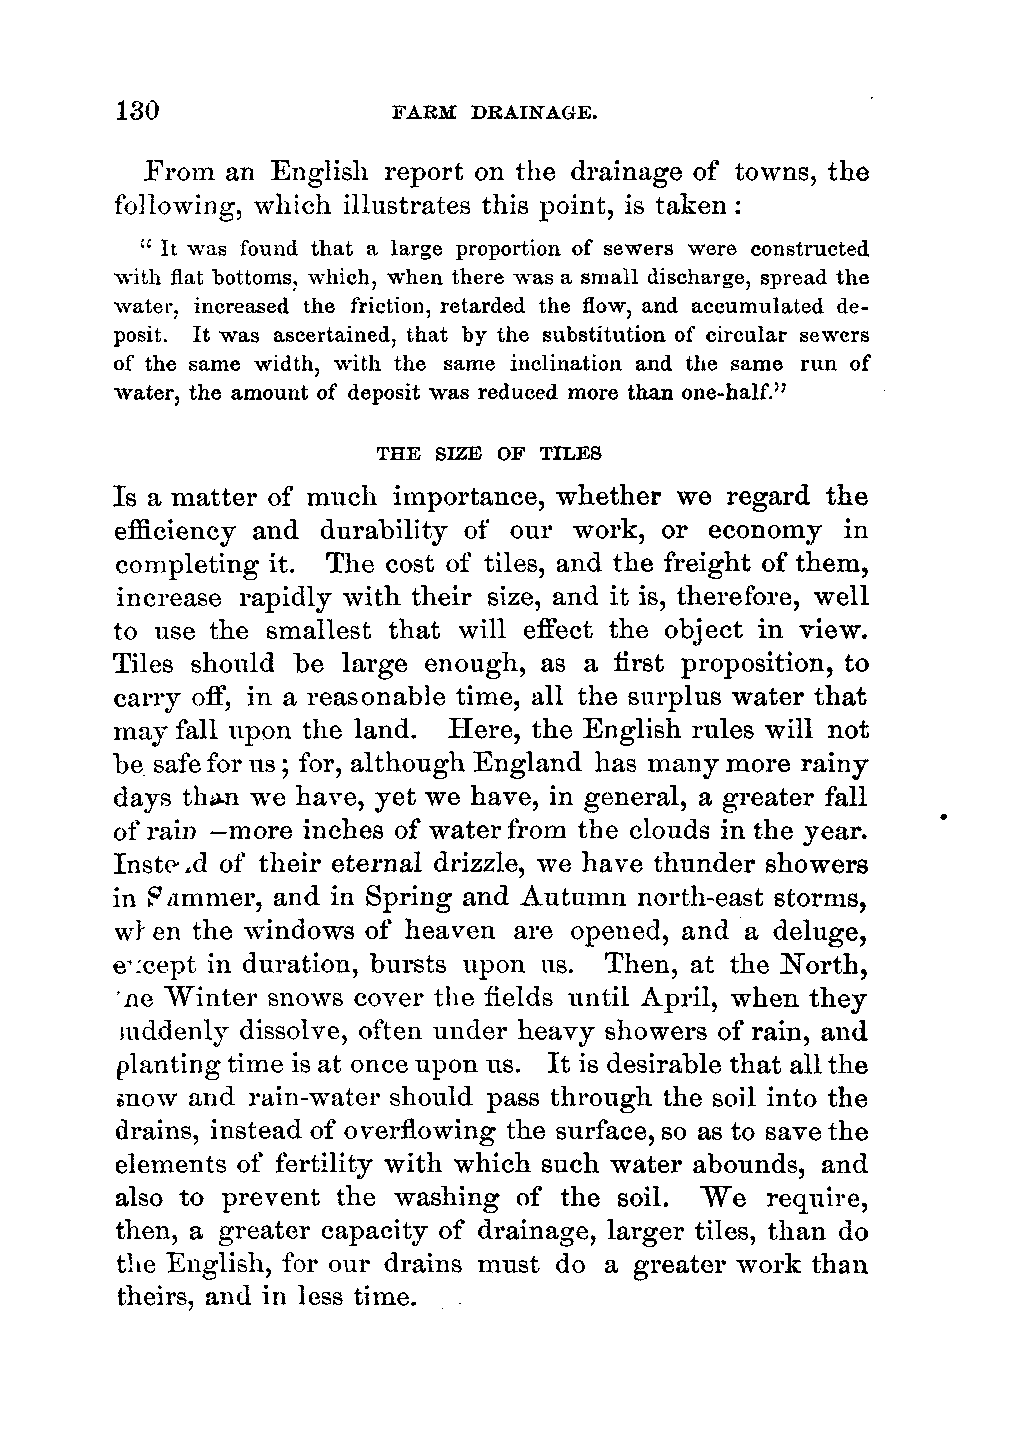 130 FARM DRAINAGE.
From an English report on the drainage of towns, the
following, which illustrates this point, is taken :
“ It was found that a large proportion of sewers were constructed
with flat bottoms, which, when there was a small discharge, spread the
water, increased the friction, retarded the flow, and accumulated de-
posit. It was ascertained, that by the substitution of circular sewers
of the same width, with the same inclination and the same run of
water, the amount of deposit was reduced more than one-half.”
THE SIZE OF TILES
Is a matter of much importance, whether we regard the
efficiency and durability of our work, or economy in
completing it. The cost of tiles, and the freight of them,
increase rapidly with their size, and it is, therefore, well
to use the smallest that will effect the object in view.
Tiles should be large enough, as a first proposition, to
carry off, in a reasonable time, all the surplus water that
may fall upon the land. Here, the English rules will not
be safe for us ; for, although England has many more rainy
days than we have, yet we have, in general, a greater fall
of rain —more inches of water from the clouds in the year.
Instead of their eternal drizzle, we have thunder showers
in Summer, and in Spring and Autumn north-east storms,
when the windows of heaven are opened, and a deluge,
except in duration, bursts upon us. Then, at the North,
the Winter snows cover the fields until April, when they
suddenly dissolve, often under heavy showers of rain, and
planting time is at once upon us. It is desirable that all the
snow and rain-water should pass through the soil into the
drains, instead of overflowing the surface, so as to save the
elements of fertility with which such water abounds, and
also to prevent the washing of the soil. We require,
then, a greater capacity of drainage, larger tiles, than do
the English, for our drains must do a greater work than
theirs, and in less time.